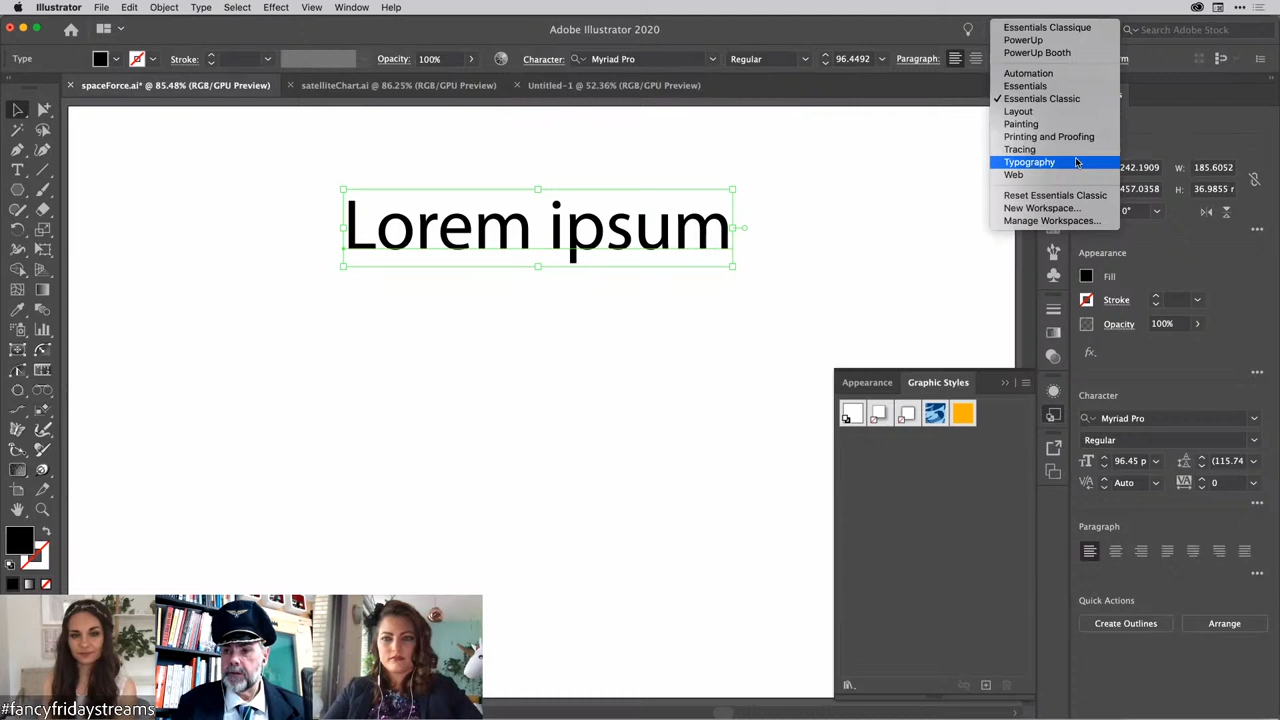 Illustrator File Edit Object Type Select Effect View Window Help
Adobe Illustrator 2020
Search Adobe Stock
Type Stroke: Opacity: 100% Character: Myriad Pro Regular 96.4492 Paragraph:
× spaceForce.ai* @ 85.48% (RGB/GPU Preview) × satelliteChart.ai @ 86.25% (RGB/GPU Preview) × Untitled-1 @ 52.36% (RGB/GPU Preview)
Essentials Classique
PowerUp
PowerUp Booth
Automation
Essentials
✓ Essentials Classic
Layout
Painting
Printing and Proofing
Tracing
Typography
Web
Reset Essentials Classic
New Workspace...
Manage Workspaces...
Lorem ipsum
242.1909 W: 185.6052
457.0358 H: 36.9855
0°
Appearance
Fill
Stroke
Opacity 100%
fx.
Appearance Graphic Styles
Character
Myriad Pro
Regular
96.45 p (115.74
Auto 0
Paragraph
Quick Actions
Create Outlines Arrange
#fancyfridaystreams